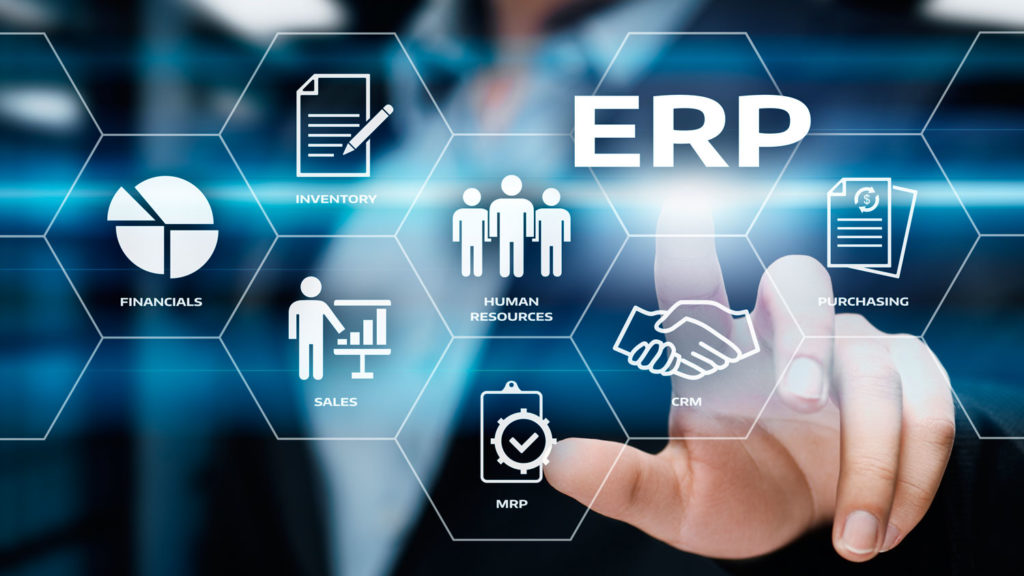 ERP
INVENTORY
FINANCIALS
HUMAN
RESOURCES
PURCHASING
SALES
CRM
MRP
$